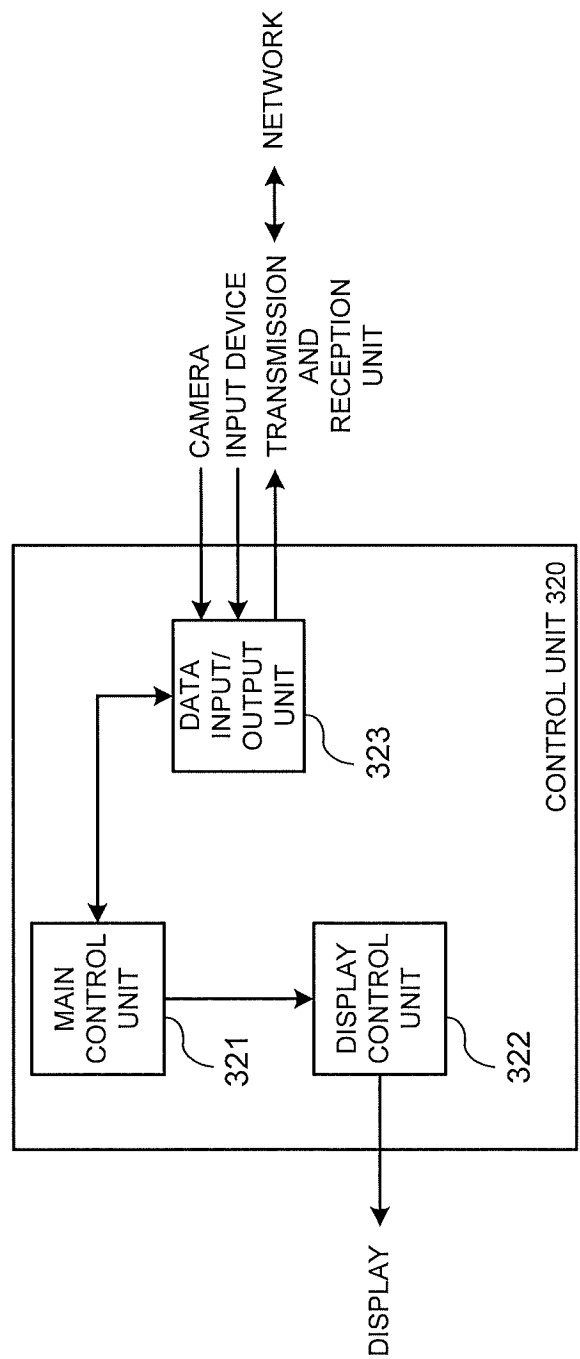 DISPLAY
MAIN
CONTROL
UNIT
321
DISPLAY
CONTROL
UNIT
322
DATA
INPUT/
OUTPUT
UNIT
323
CONTROL UNIT 320
CAMERA
INPUT DEVICE
TRANSMISSION
AND
RECEPTION
UNIT
NETWORK